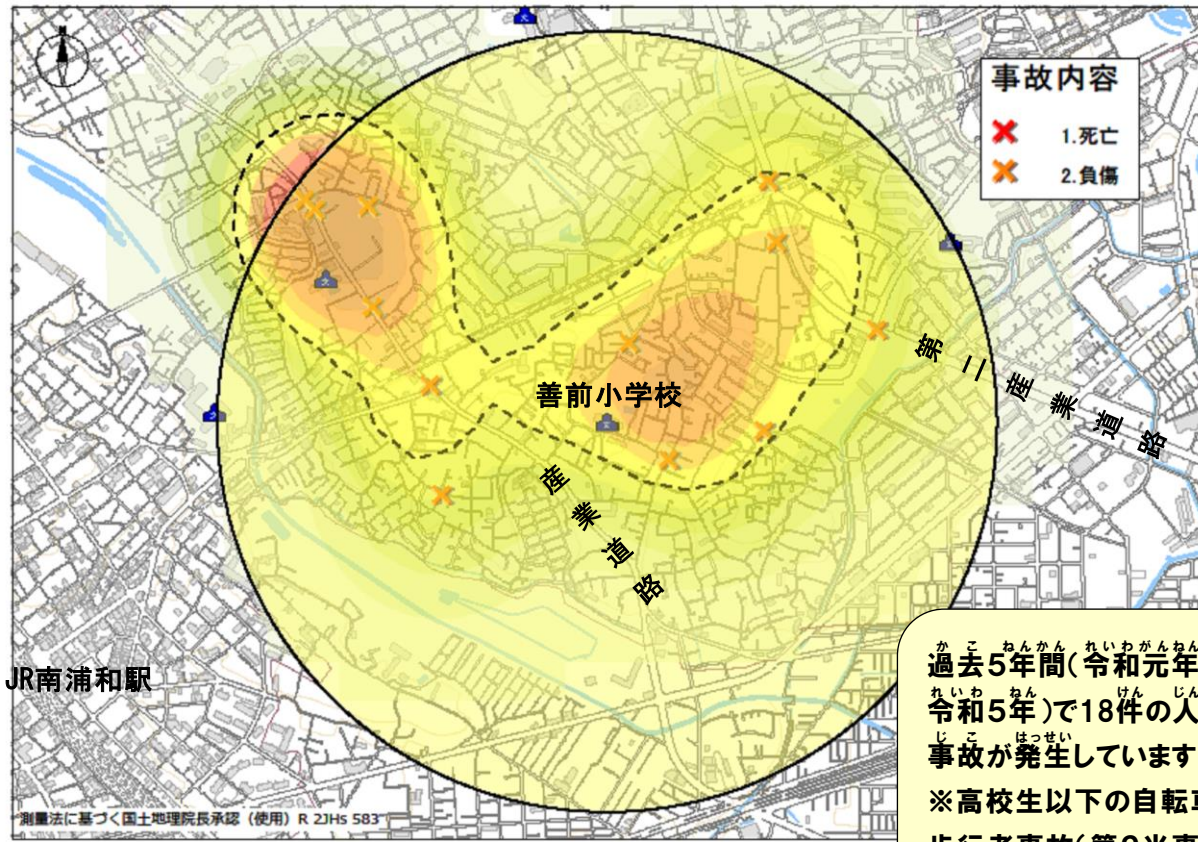 N
事故内容
1.死亡
2.負傷
善前小学校
第二産業道路
産業道路
JR南浦和駅
過去5年間(令和元年
令和5年)で18件の人
事故が発生しています
※高校生以下の自転
測量法に基づく国土地理院長承認(使用) R 2JHs 583